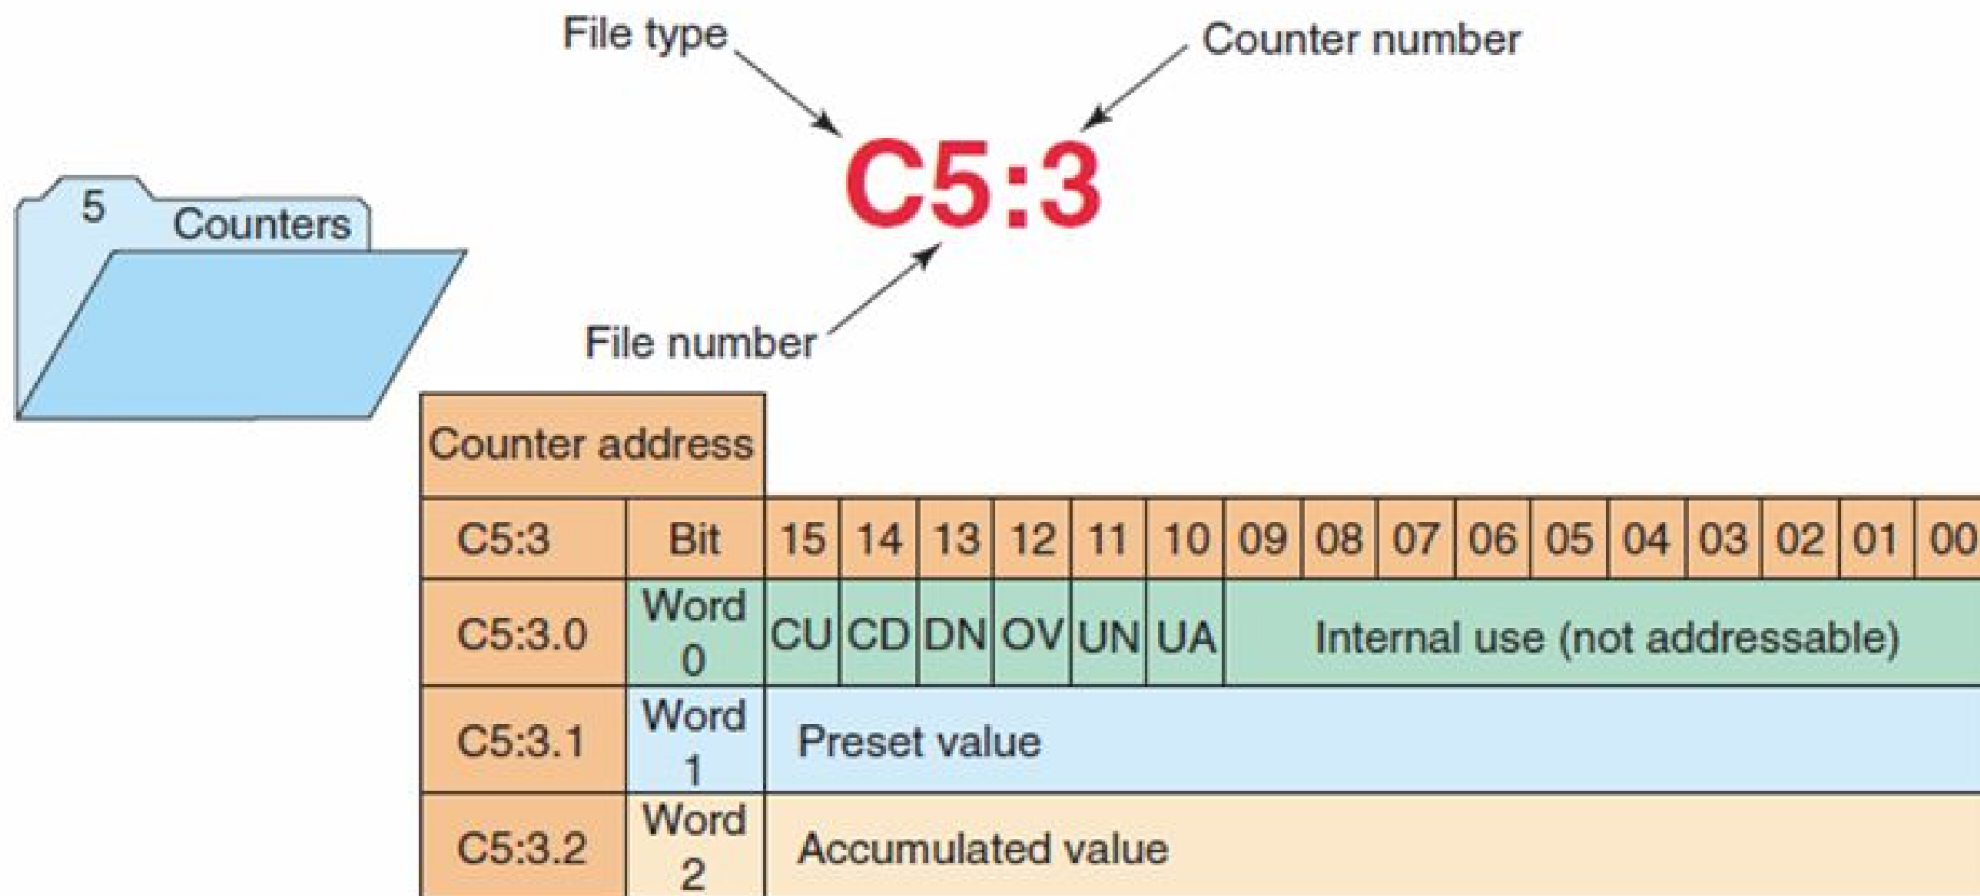 File type
Counter number
C5:3
5
Counters
File number
Counter address
C5:3 Bit 15 14 13 12 11 10 09 08 07 06 05 04 03 02 01 00
C5:3.0 Word 0 CU CD DN OV UN UA Internal use (not addressable)
C5:3.1 Word 1 Preset value
C5:3.2 Word 2 Accumulated value